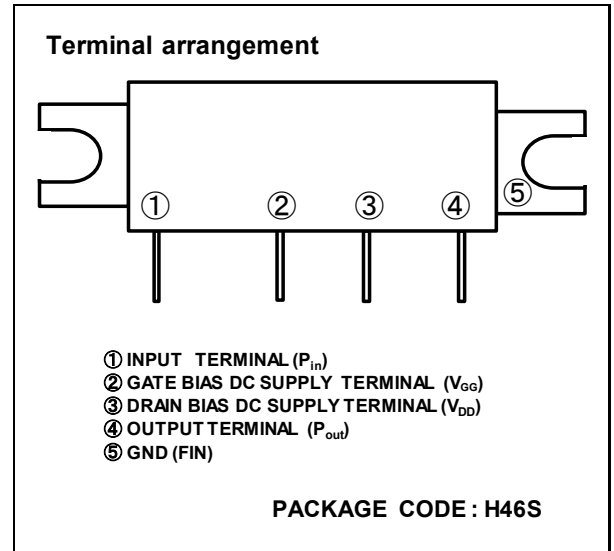 Terminal arrangement
① ② ③ ④ ⑤
① INPUT TERMINAL (Pin)
② GATE BIAS DC SUPPLY TERMINAL (VGG)
③ DRAIN BIAS DC SUPPLY TERMINAL (VDD)
④ OUTPUT TERMINAL (Pout)
⑤ GND (FIN)
PACKAGE CODE : H46S